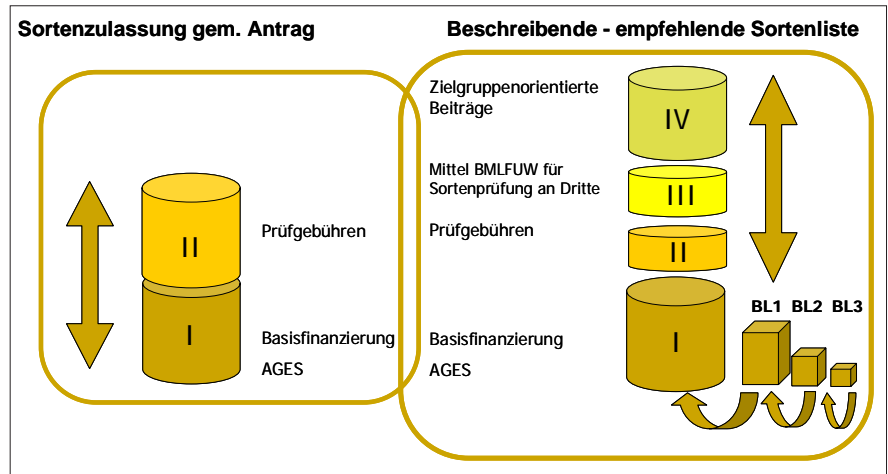 Sortenzulassung gem. Antrag
II
Prüfgebühren
I
Basisfinanzierung
AGES
Beschreibende - empfehlende Sortenliste
Zielgruppenorientierte
Beiträge
IV
Mittel BMLFUW für
Sortenprüfung an Dritte
III
Prüfgebühren
II
Basisfinanzierung
AGES
I
BL1 BL2 BL3